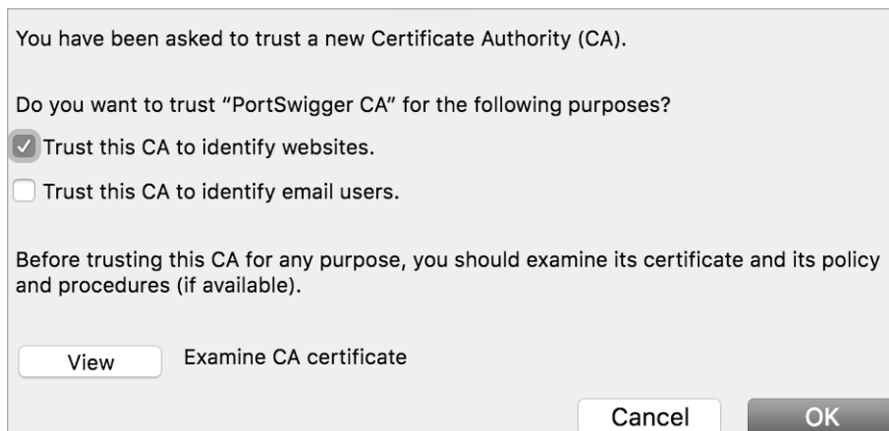 You have been asked to trust a new Certificate Authority (CA).
Do you want to trust “PortSwigger CA” for the following purposes?
Trust this CA to identify websites.
Trust this CA to identify email users.
Before trusting this CA for any purpose, you should examine its certificate and its policy
and procedures (if available).
View Examine CA certificate
Cancel OK